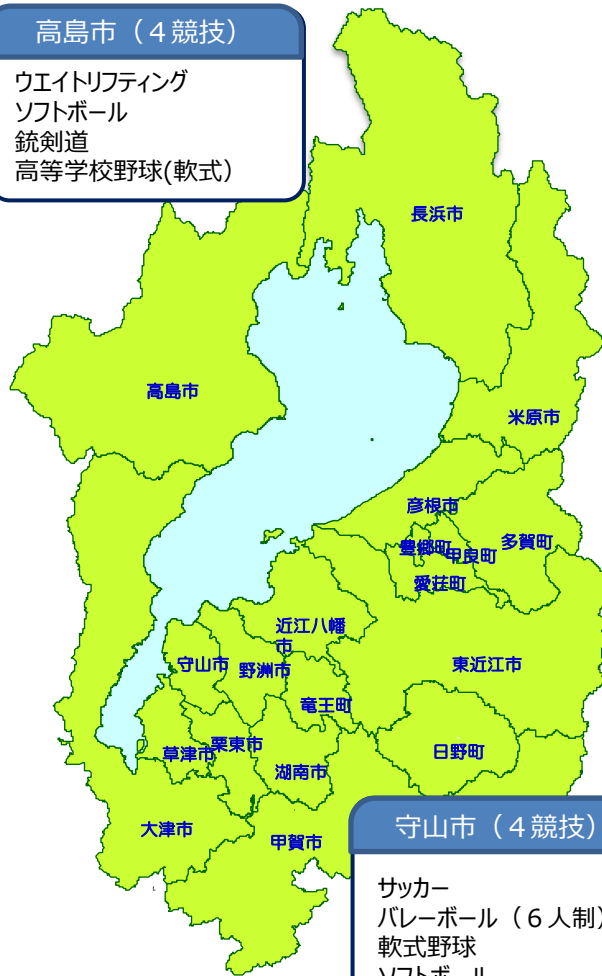 高島市（４競技）
ウエイトリフティング
ソフトボール
銃剣道
高等学校野球(軟式)
長浜市
高島市
米原市
彦根市
多賀町
豊郷町
甲良町
愛荘町
近江八幡
市
東近江市
守山市
野洲市
竜王町
草津市
栗東市
湖南市
日野町
大津市
甲賀市
守山市（４競技）
サッカー
バレーボール（６人制）
軟式野球
ソフトボール